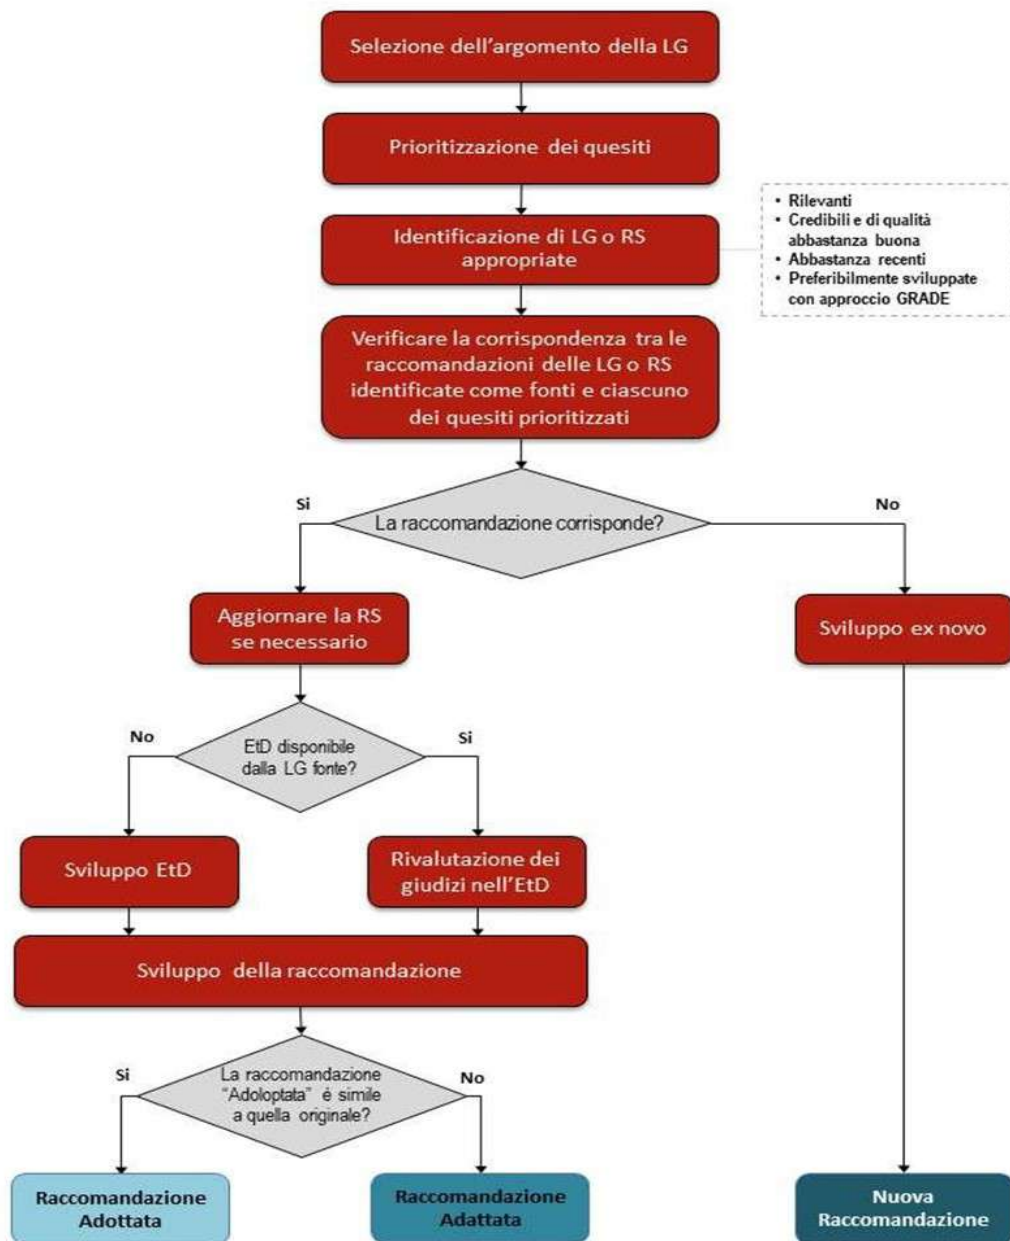 Selezione dell'argomento della LG
Prioritizzazione dei quesiti
Identificazione di LG o RS
appropriate
• Rilevanti
• Credibili e di qualità
abbastanza buona
• Abbastanza recenti
• Preferibilmente sviluppate
con approccio GRADE
Verificare la corrispondenza tra le
raccomandazioni delle LG o RS
identificate come fonti e ciascuno
dei quesiti prioritizzati
Si
No
La raccomandazione corrisponde?
Aggiornare la RS
se necessario
Sviluppo ex novo
No
Si
EtD disponibile
dalla LG fonte?
Sviluppo EtD
Rivalutazione dei
giudizi nell'EtD
Sviluppo della raccomandazione
Si
No
La raccomandazione
"Adoloptata" é simile
a quella originale?
Raccomandazione
Adottata
Raccomandazione
Adattata
Nuova
Raccomandazione